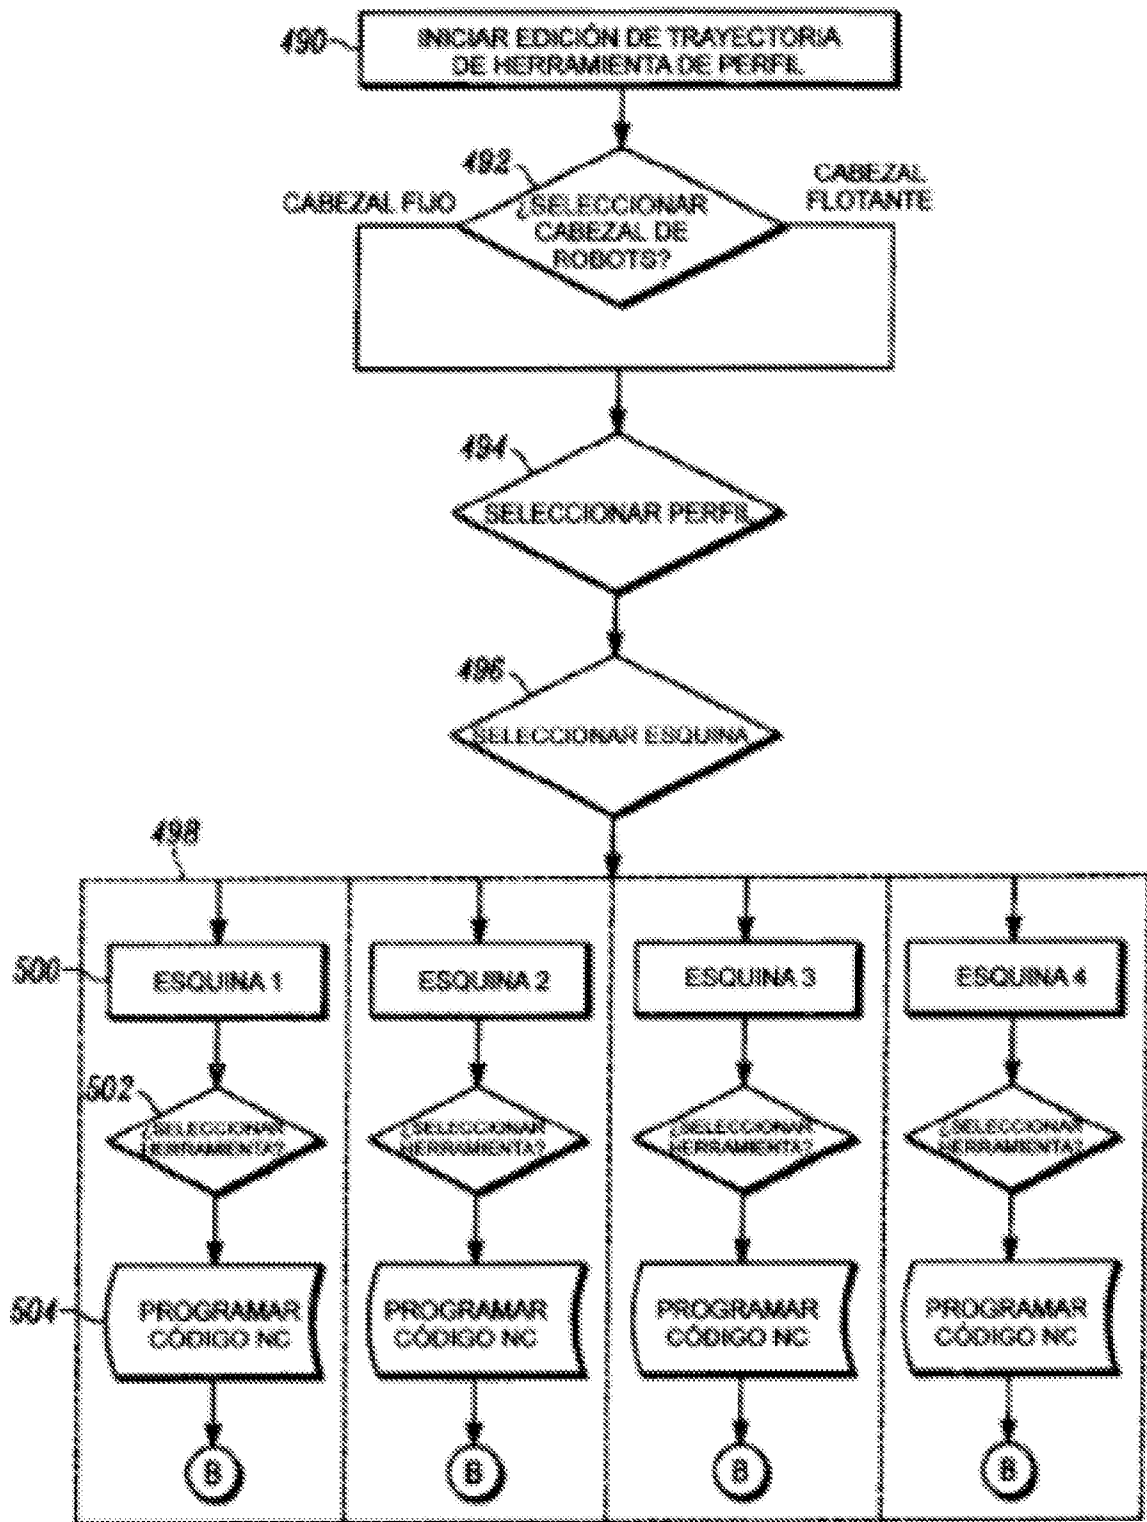 490
INICIAR EDICIÓN DE TRAYECTORIA
DE HERRAMIENTA DE PERFIL
492
CABEZAL FIJO
¿SELECCIONAR
CABEZAL DE
ROBOTS?
CABEZAL
FLOTANTE
494
SELECCIONAR PERFIL
496
SELECCIONAR ESQUINA
498
500
ESQUINA 1
ESQUINA 2
ESQUINA 3
ESQUINA 4
502
¿SELECCIONAR
HERRAMIENTA?
¿SELECCIONAR
HERRAMIENTA?
¿SELECCIONAR
HERRAMIENTA?
¿SELECCIONAR
HERRAMIENTA?
504
PROGRAMAR
CÓDIGO NC
PROGRAMAR
CÓDIGO NC
PROGRAMAR
CÓDIGO NC
PROGRAMAR
CÓDIGO NC
B
B
B
B